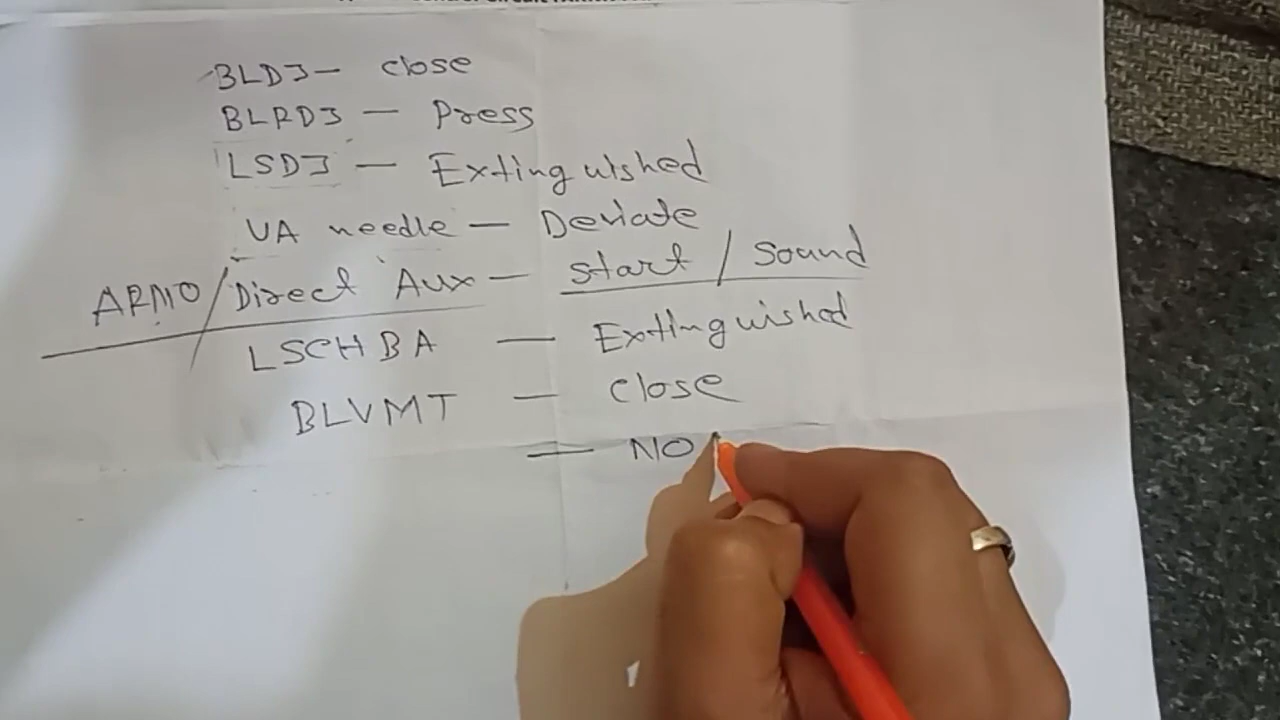 BLDJ - close
BLRDJ - Press
LSDJ - Extinguished
UA needle - Deviate
ARNO/Direct Aux - start / sound
LSCHBA - Extinguished
BLVMT - close
= NO